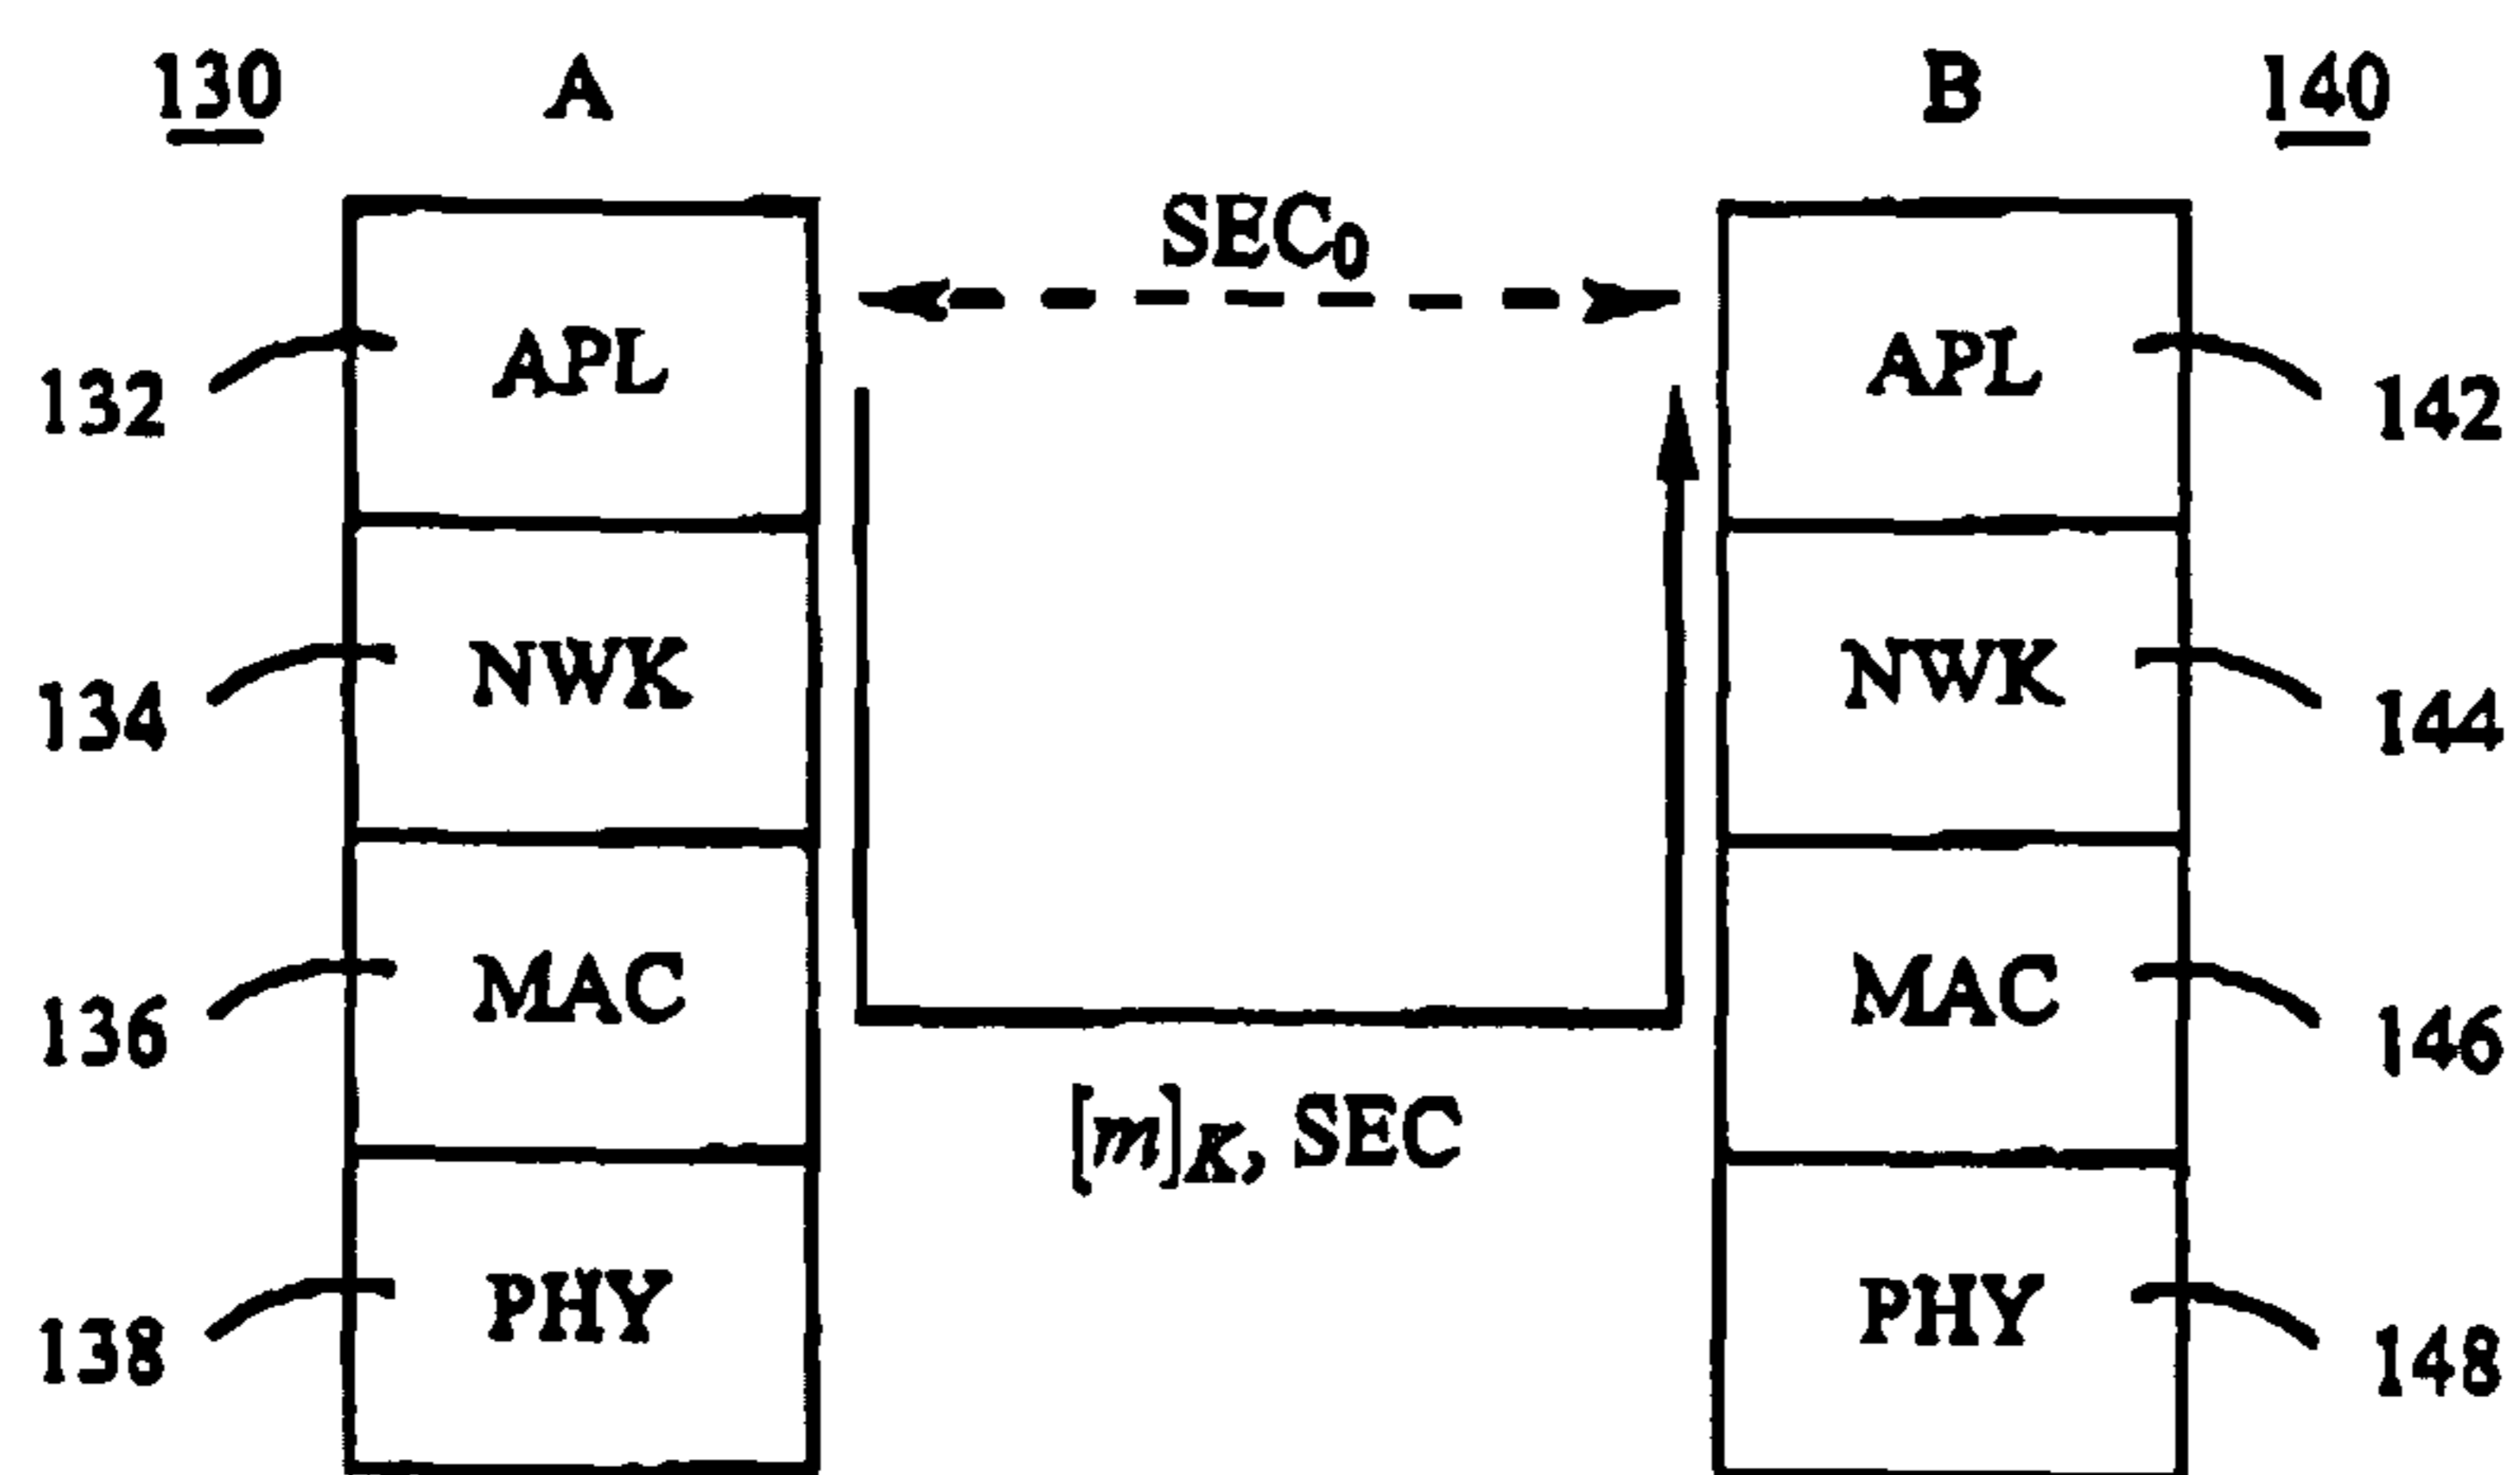 130 A B 140
SEC₀
132 APL APL 142
134 NWK NWK 144
136 MAC MAC 146
[m]K, SEC
138 PHY PHY 148